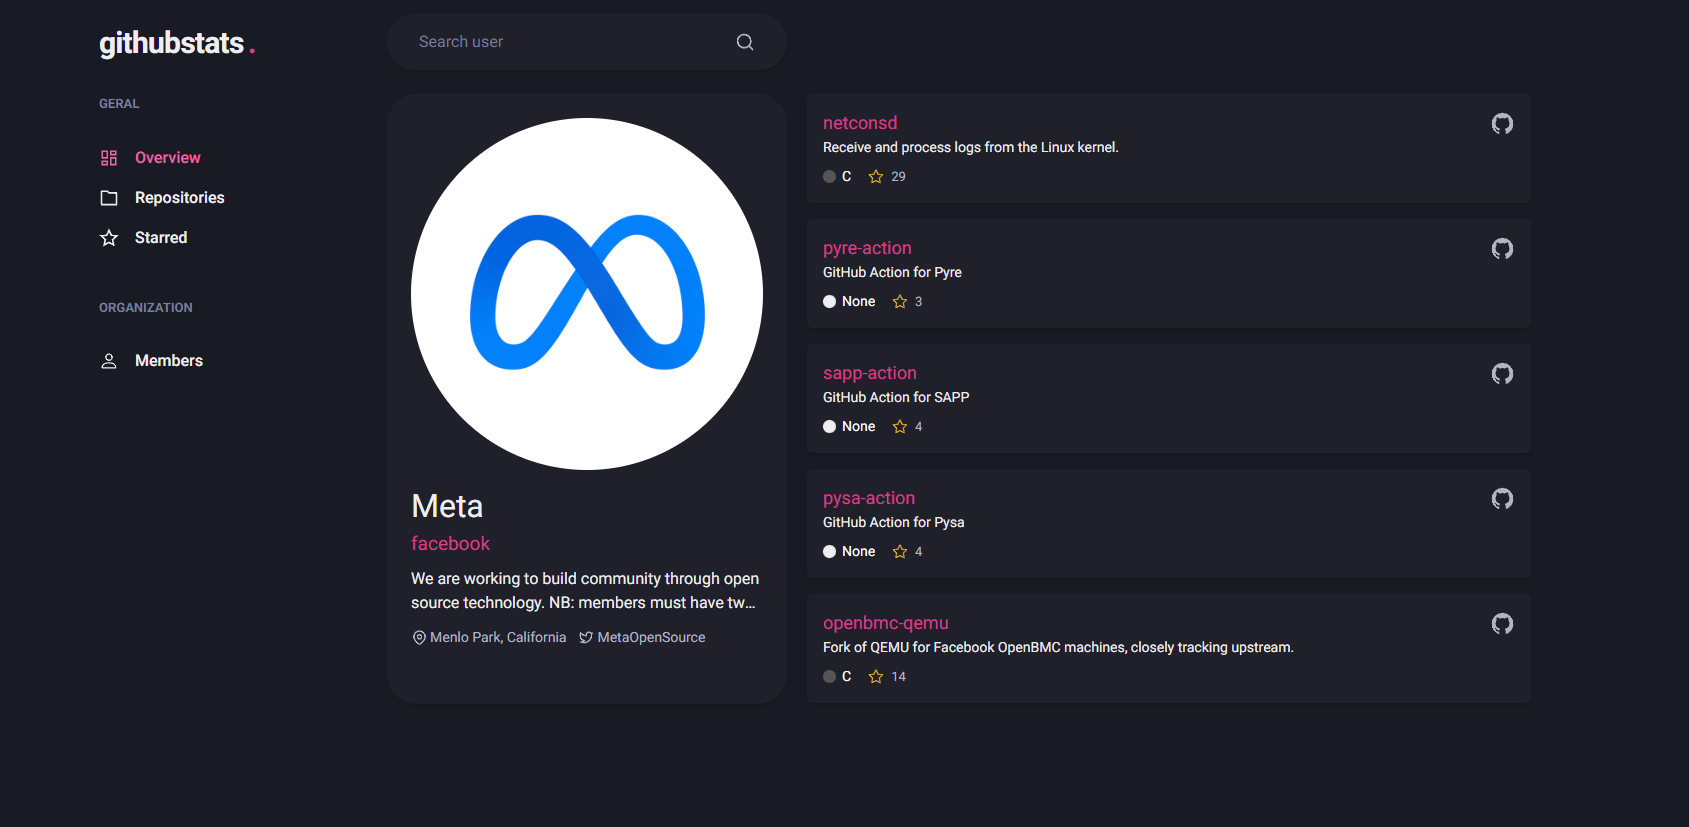 githubstats.
Search user
GERAL
Overview
Repositories
Starred
ORGANIZATION
Members
Meta
facebook
We are working to build community through open
source technology. NB: members must have tw...
Menlo Park, California MetaOpenSource
netconsd
Receive and process logs from the Linux kernel.
C 29
pyre-action
GitHub Action for Pyre
None 3
sapp-action
GitHub Action for SAPP
None 4
pysa-action
GitHub Action for Pysa
None 4
openbmc-qemu
Fork of QEMU for Facebook OpenBMC machines, closely tracking upstream.
C 14